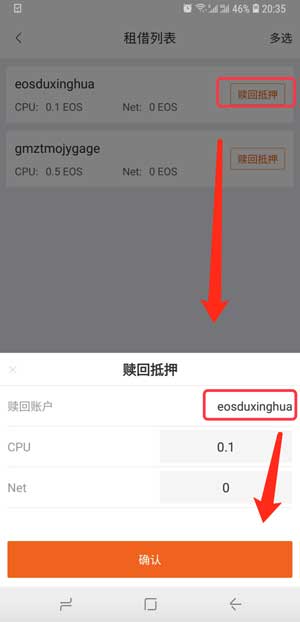 46% 20:35
租借列表 多选
eosduxinghua 赎回抵押
CPU: 0.1 EOS Net: 0 EOS
gmztmojygage 赎回抵押
CPU: 0.5 EOS Net: 0 EOS
赎回抵押
赎回账户 eosduxinghua
CPU 0.1
Net 0
确认